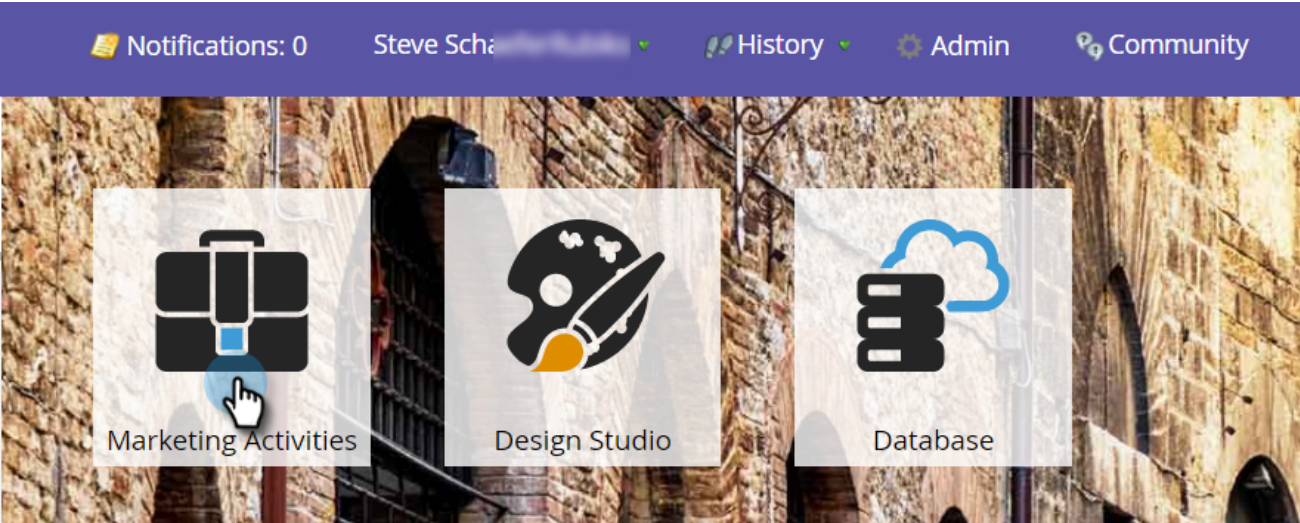 Notifications: 0 Steve Scha History Admin Community
Marketing Activities Design Studio Database